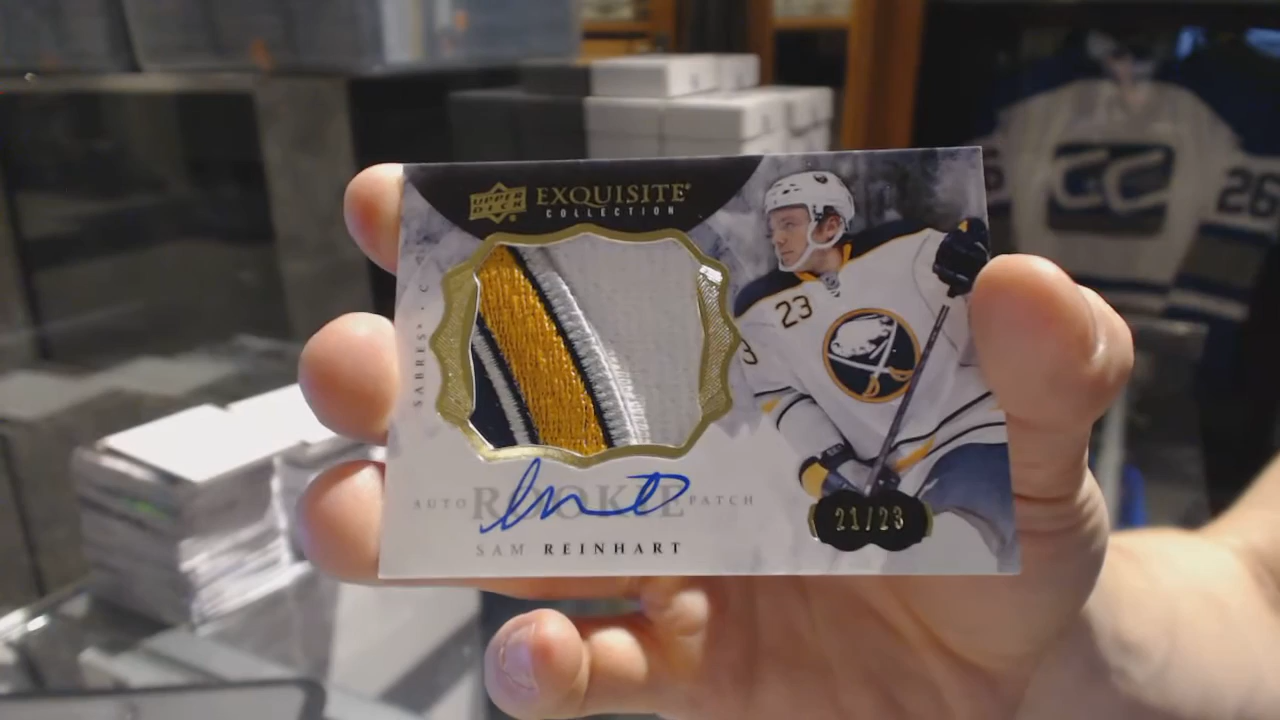 UPPER DECK EXQUISITE
COLLECTION
SABRES
23
AUTO ROOKIE PATCH
SAM REINHART
21/23
26